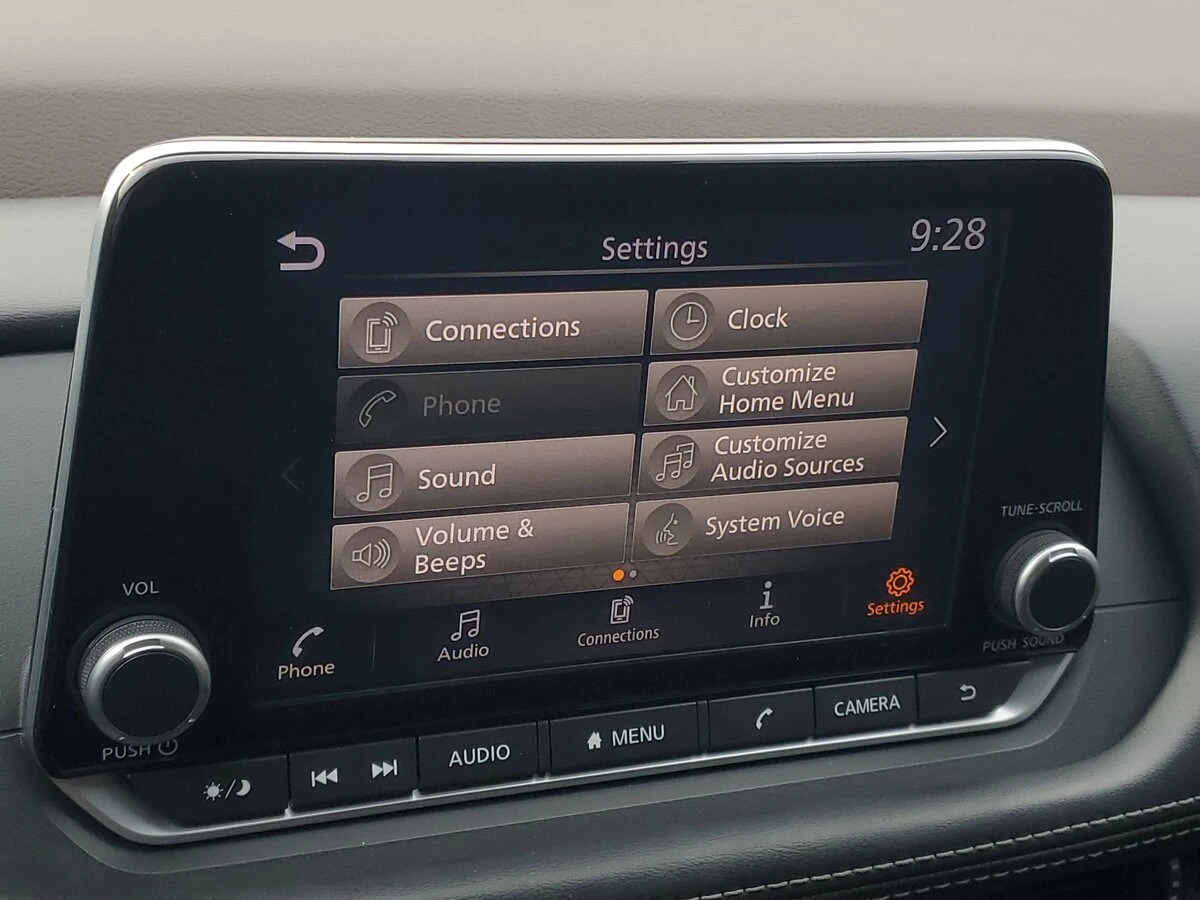 Settings
9:28
Connections
Clock
Phone
Customize
Home Menu
Sound
Customize
Audio Sources
Volume &
Beeps
System Voice
TUNE·SCROLL
VOL
Phone
Audio
Connections
Info
Settings
PUSH SOUND
PUSH
AUDIO
MENU
CAMERA